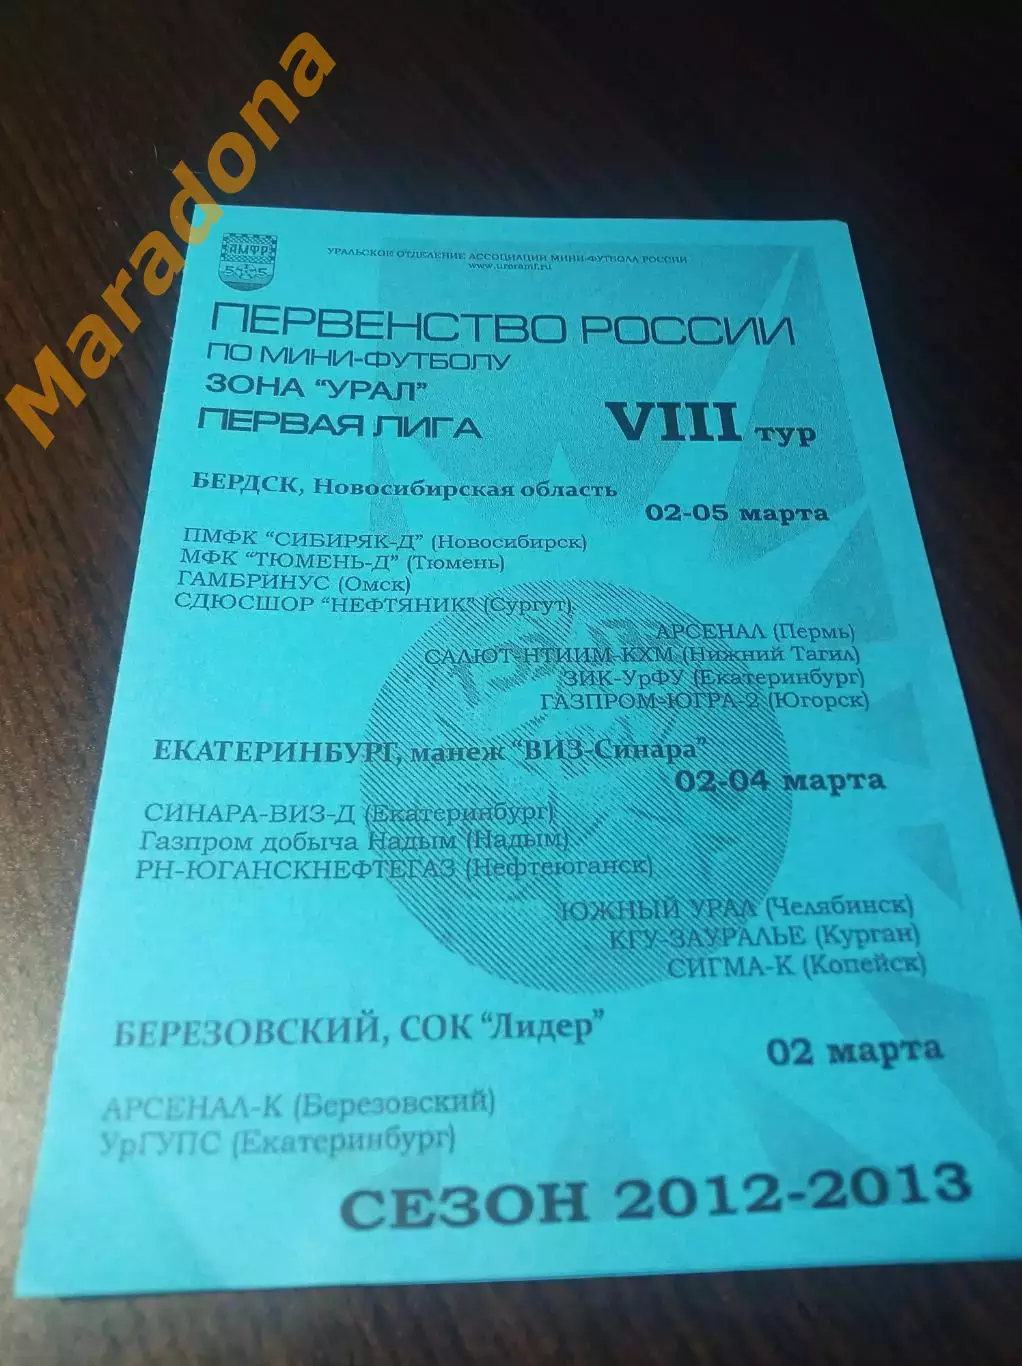 Maradona
АМФР
УРАЛЬСКОЕ ОТДЕЛЕНИЕ АССОЦИАЦИИ МИНИ-ФУТБОЛА РОССИИ
www.uroramf.ru
ПЕРВЕНСТВО РОССИИ
ПО МИНИ-ФУТБОЛУ
ЗОНА "УРАЛ"
ПЕРВАЯ ЛИГА
VIII тур
БЕРДСК, Новосибирская область
02-05 марта
ПМФК "СИБИРЯК-Д" (Новосибирск)
МФК "ТЮМЕНЬ-Д" (Тюмень)
ГАМБРИНУС (Омск)
СДЮСШОР "НЕФТЯНИК" (Сургут)
АРСЕНАЛ (Пермь)
САЛЮТ-НТИИМ-КХМ (Нижний Тагил)
ЗИК-УрФУ (Екатеринбург)
ГАЗПРОМ-ЮГРА-2 (Югорск)
ЕКАТЕРИНБУРГ, манеж "ВИЗ-Синара"
02-04 марта
СИНАРА-ВИЗ-Д (Екатеринбург)
Газпром добыча Надым (Надым)
РН-ЮГАНСКНЕФТЕГАЗ (Нефтеюганск)
ЮЖНЫЙ УРАЛ (Челябинск)
КГУ-ЗАУРАЛЬЕ (Курган)
СИГМА-К (Копейск)
БЕРЕЗОВСКИЙ, СОК "Лидер"
02 марта
АРСЕНАЛ-К (Березовский)
УрГУПС (Екатеринбург)
СЕЗОН 2012-2013